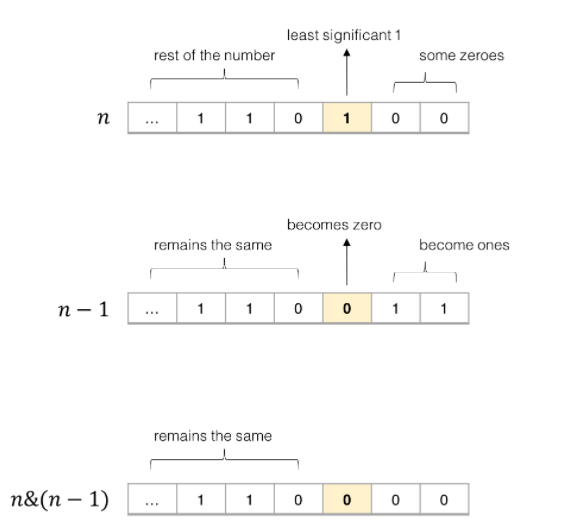 least significant 1
rest of the number
some zeroes
n ... 1 1 0 1 0 0
becomes zero
remains the same
become ones
n − 1 ... 1 1 0 0 1 1
remains the same
n&(n − 1) ... 1 1 0 0 0 0